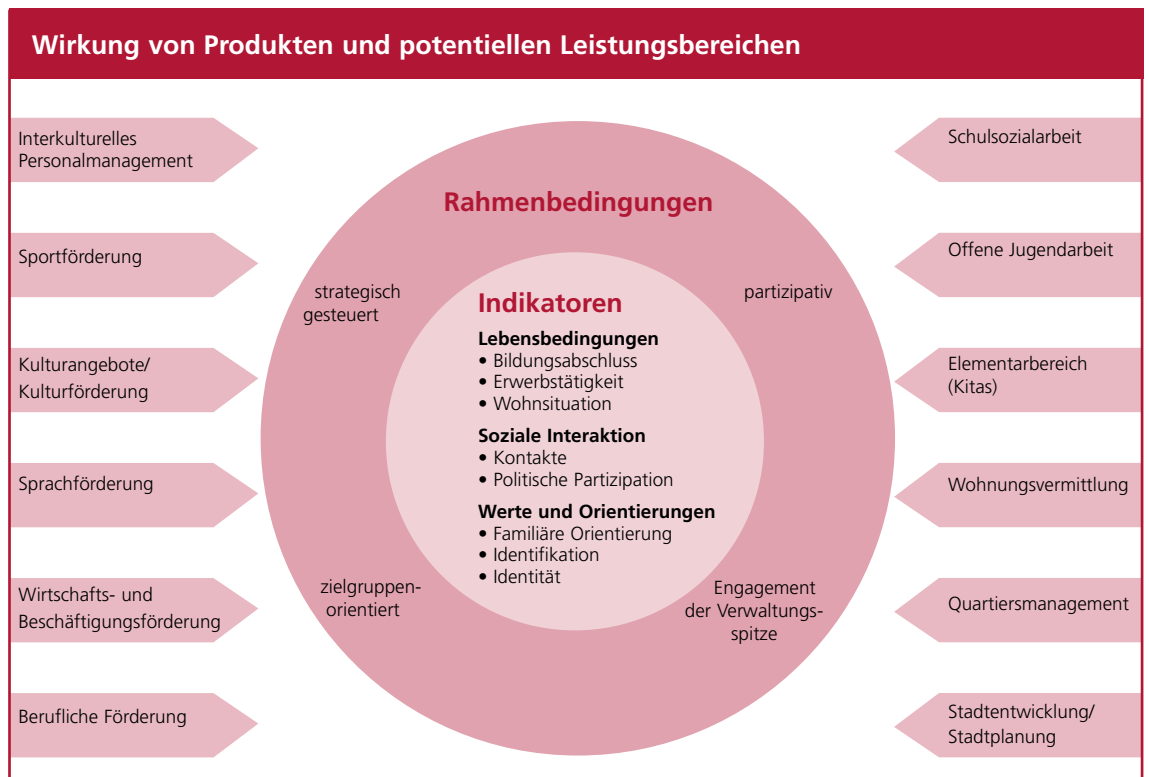 Wirkung von Produkten und potentiellen Leistungsbereichen
Interkulturelles
Personalmanagement
Sportförderung
Kulturangebote/
Kulturförderung
Sprachförderung
Wirtschafts- und
Beschäftigungsförderung
Berufliche Förderung
Rahmenbedingungen
strategisch
gesteuert
partizipativ
zielgruppen-
orientiert
Engagement
der Verwaltungs-
spitze
Indikatoren
Lebensbedingungen
• Bildungsabschluss
• Erwerbstätigkeit
• Wohnsituation
Soziale Interaktion
• Kontakte
• Politische Partizipation
Werte und Orientierungen
• Familiäre Orientierung
• Identifikation
• Identität
Schulsozialarbeit
Offene Jugendarbeit
Elementarbereich
(Kitas)
Wohnungsvermittlung
Quartiersmanagement
Stadtentwicklung/
Stadtplanung